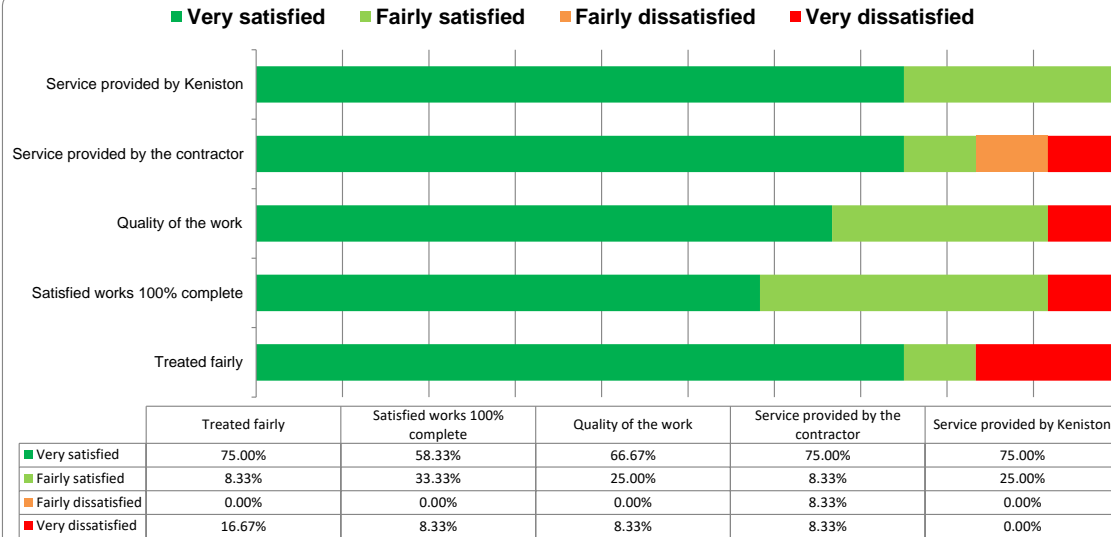 Very satisfied Fairly satisfied Fairly dissatisfied Very dissatisfied
Service provided by Keniston
Service provided by the contractor
Quality of the work
Satisfied works 100% complete
Treated fairly
Treated fairly Satisfied works 100% complete Quality of the work Service provided by the contractor Service provided by Keniston
Very satisfied 75.00% 58.33% 66.67% 75.00% 75.00%
Fairly satisfied 8.33% 33.33% 25.00% 8.33% 25.00%
Fairly dissatisfied 0.00% 0.00% 0.00% 8.33% 0.00%
Very dissatisfied 16.67% 8.33% 8.33% 8.33% 0.00%